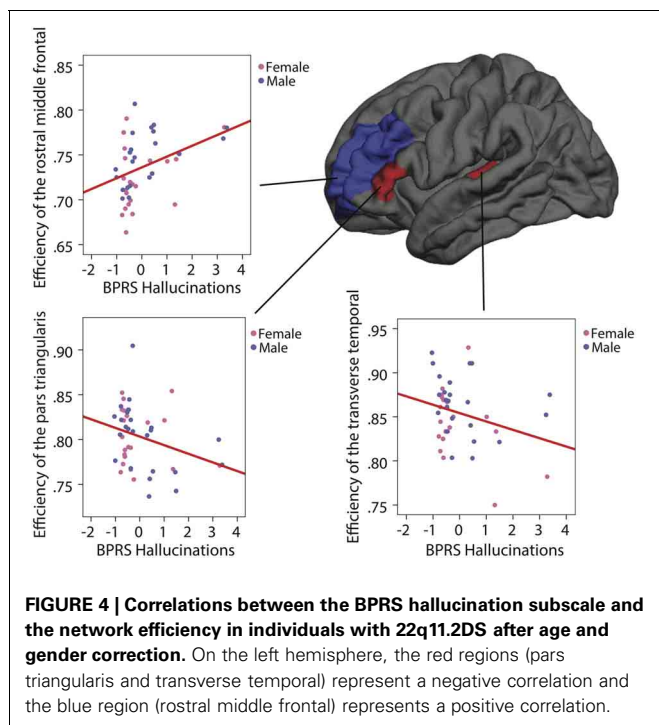 Efficiency of the rostral middle frontal
.85
.80
.75
.70
.65
-2 -1 0 1 2 3 4
BPRS Hallucinations
Female
Male
Efficiency of the pars triangularis
.90
.85
.80
.75
-2 -1 0 1 2 3 4
BPRS Hallucinations
Female
Male
Efficiency of the transverse temporal
.95
.90
.85
.80
.75
-2 -1 0 1 2 3 4
BPRS Hallucinations
Female
Male
FIGURE 4 | Correlations between the BPRS hallucination subscale and
the network efficiency in individuals with 22q11.2DS after age and
gender correction. On the left hemisphere, the red regions (pars
triangularis and transverse temporal) represent a negative correlation and
the blue region (rostral middle frontal) represents a positive correlation.